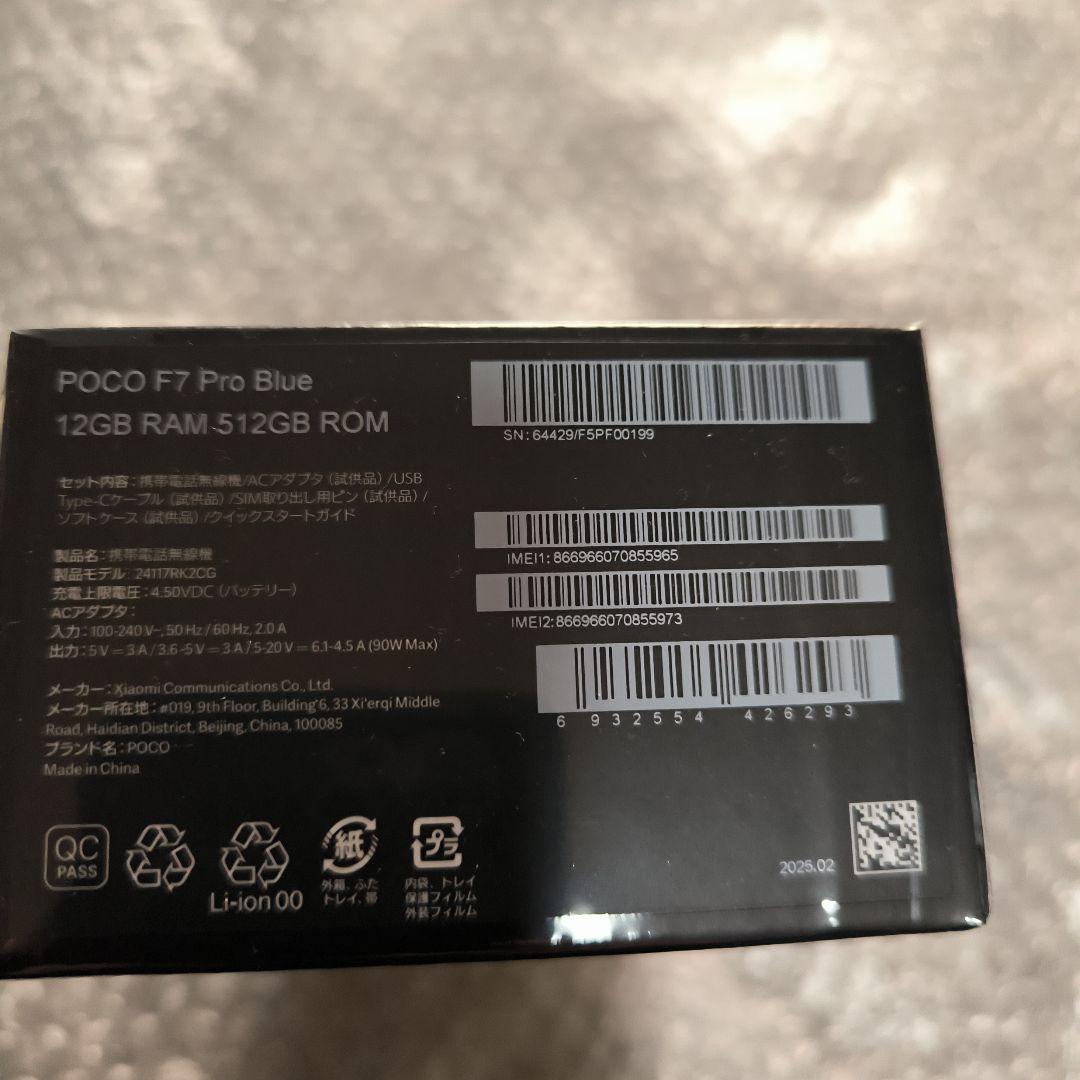 POCO F7 Pro Blue
12GB RAM 512GB ROM
セット内容:携帯電話無線機/ACアダプタ(試供品)/USB
Type-Cケーブル(試供品)/SIM取り出し用ピン(試供品)/
ソフトケース(試供品)/クイックスタートガイド
製品名:携帯電話無線機
製品モデル:24117RK2CG
充電上限電圧:4.50VDC(バッテリー)
ACアダプタ:
入力:100-240 V~, 50 Hz / 60 Hz, 2.0 A
出力:5 V⎓3 A / 3.6-5 V⎓3 A / 5-20 V⎓6.1-4.5 A (90W Max)
メーカー:Xiaomi Communications Co., Ltd.
メーカー所在地:#019, 9th Floor, Building 6, 33 Xi'erqi Middle
Road, Haidian District, Beijing, China, 100085
ブランド名:POCO
Made in China
SN: 64429/F5PF00199
IMEI1: 866966070855965
IMEI2:866966070855973
6 932554 426293
QC
PASS
Li-ion 00
紙
外箱、ふた
トレイ、帯
プラ
内袋、トレイ
保護フィルム
外装フィルム
2025.02